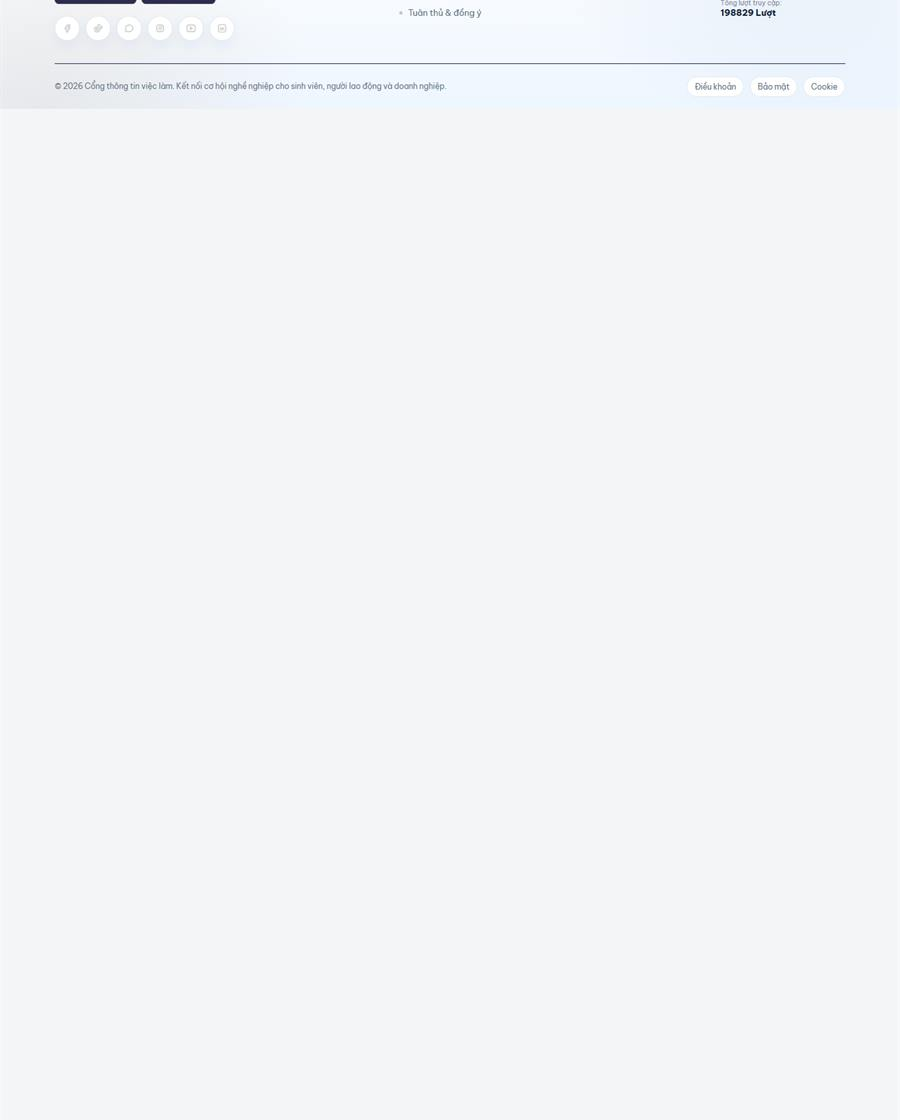 Tổng lượt truy cập:
Tuân thủ & đồng ý
198829 Lượt
© 2026 Cổng thông tin việc làm. Kết nối cơ hội nghề nghiệp cho sinh viên, người lao động và doanh nghiệp.
Điều khoản
Bảo mật
Cookie